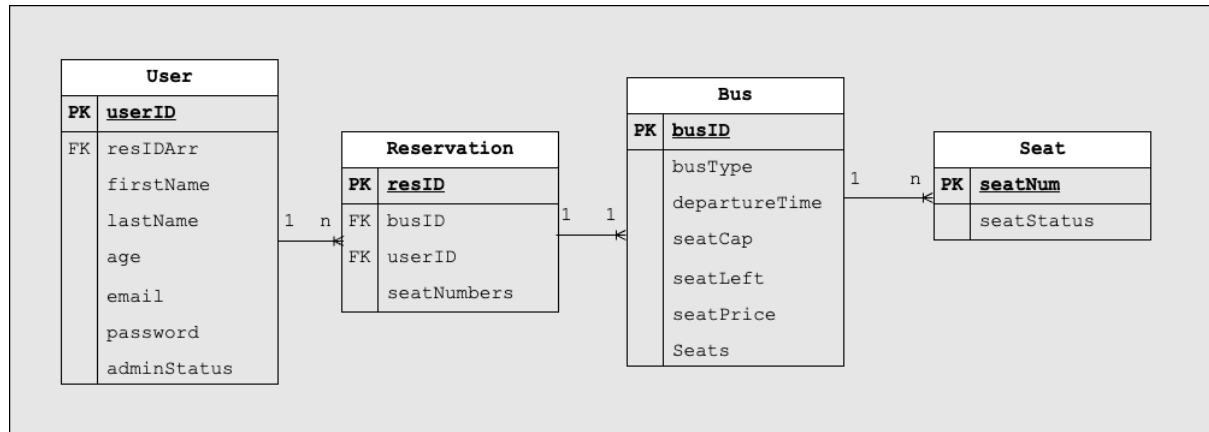 User
PK userID
FK resIDArr
firstName
lastName
age
email
password
adminStatus
1 n
Reservation
PK resID
FK busID
FK userID
seatNumbers
1 1
Bus
PK busID
busType
departureTime
seatCap
seatLeft
seatPrice
Seats
1 n
Seat
PK seatNum
seatStatus